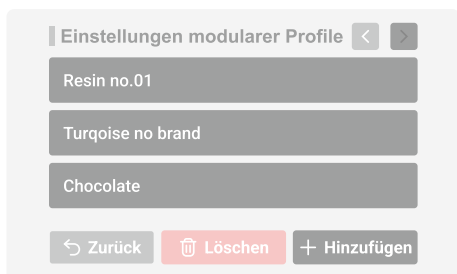 Einstellungen modularer Profile
Resin no.01
Turqoise no brand
Chocolate
Zurück Löschen Hinzufügen